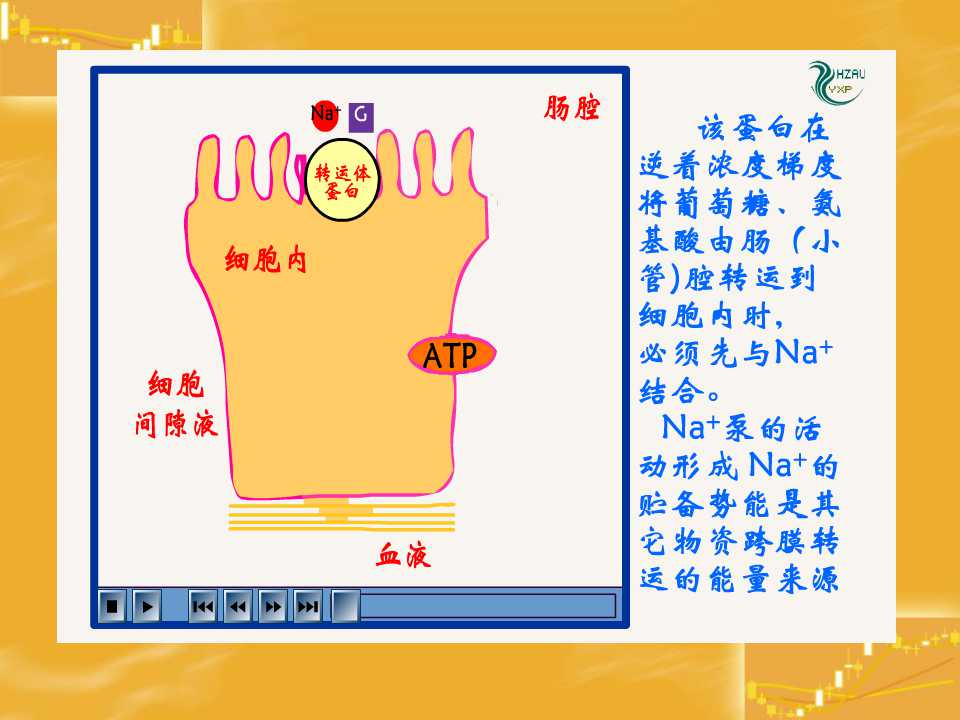 HZAU
YXP
Na⁺ G
肠腔
转运体
蛋白
细胞内
ATP
细胞
间隙液
血液
该蛋白在
逆着浓度梯度
将葡萄糖、氨
基酸由肠（小
管)腔转运到
细胞内时，
必须先与Na⁺
结合。
Na⁺泵的活
动形成 Na⁺的
贮备势能是其
它物资跨膜转
运的能量来源